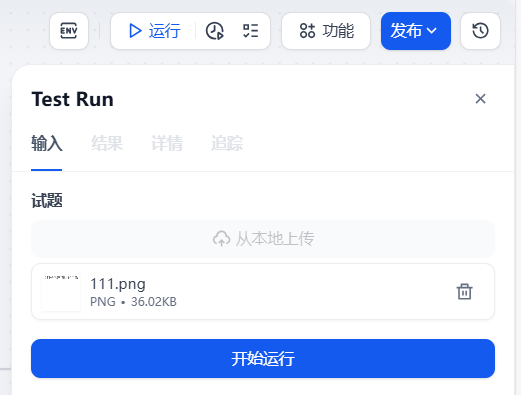 ENV 运行 功能 发布
Test Run
输入 结果 详情 追踪
试题
从本地上传
111.png
PNG • 36.02KB
开始运行